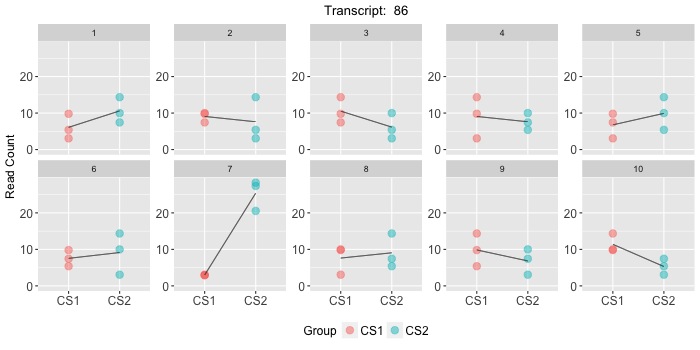 Transcript: 86
1 2 3 4 5
20
10
0
6 7 8 9 10
20
10
0
Read Count
CS1 CS2 CS1 CS2 CS1 CS2 CS1 CS2 CS1 CS2
Group CS1 CS2